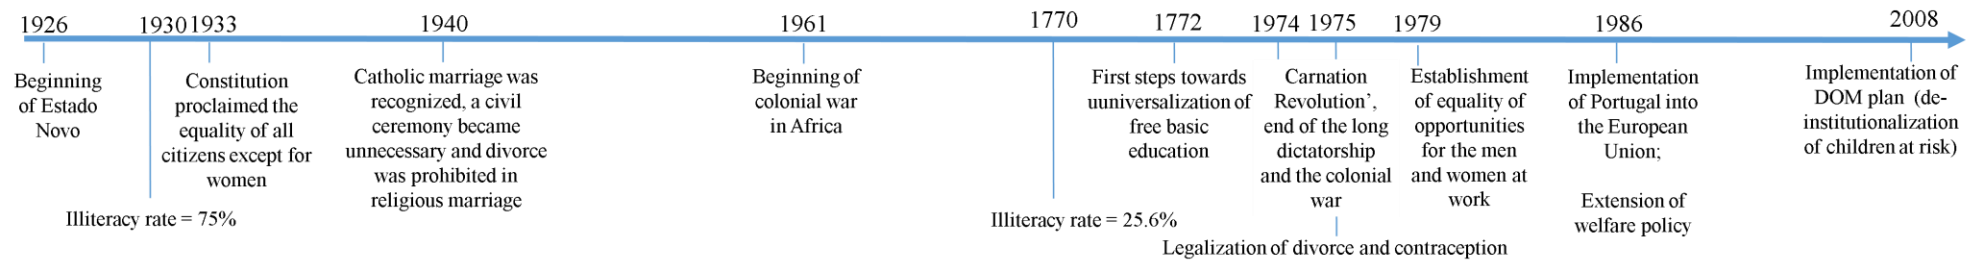 1926
1930
1933
1940
1961
1770
1772
1974
1975
1979
1986
2008
Beginning
of Estado
Novo
Illiteracy rate = 75%
Constitution
proclaimed the
equality of all
citizens except for
women
Catholic marriage was
recognized, a civil
ceremony became
unnecessary and divorce
was prohibited in
religious marriage
Beginning of
colonial war
in Africa
Illiteracy rate = 25.6%
First steps towards
uuniversalization of
free basic
education
Carnation
Revolution’,
end of the long
dictatorship
and the colonial
war
Legalization of divorce and contraception
Establishment
of equality of
opportunities
for the men
and women at
work
Implementation
of Portugal into
the European
Union;
Extension of
welfare policy
Implementation of
DOM plan (de-
institutionalization
of children at risk)